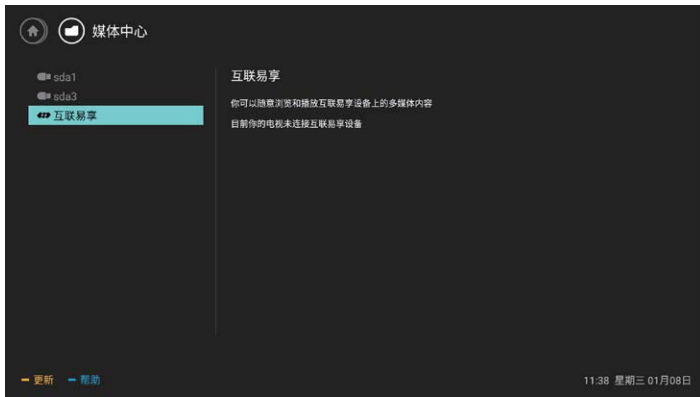 媒体中心
sda1
sda3
互联易享
互联易享
你可以随意浏览和播放互联易享设备上的多媒体内容
目前你的电视未连接互联易享设备
更新 帮助
11:38 星期三 01月08日